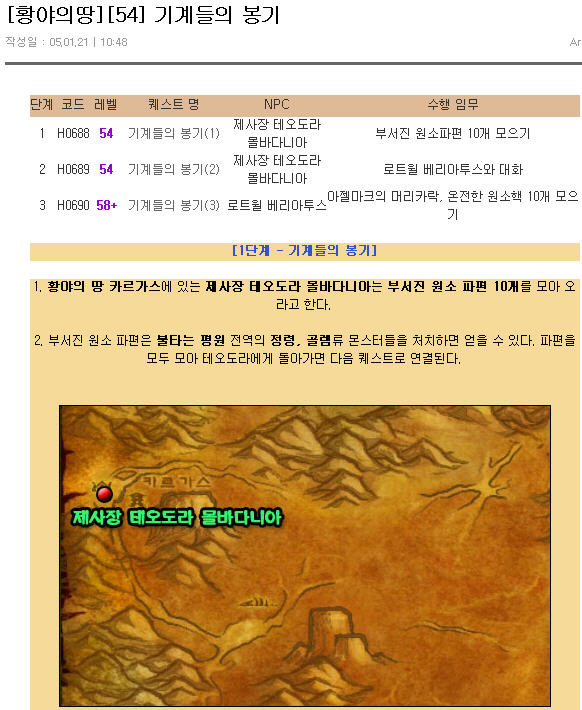 [황야의땅][54] 기계들의 봉기
작성일 : 05.01.21 | 10:48 Ar
단계 코드 레벨 퀘스트 명 NPC 수행 임무
1 H0688 54 기계들의 봉기(1) 제사장 테오도라 몰바다니아 부서진 원소파편 10개 모으기
2 H0689 54 기계들의 봉기(2) 제사장 테오도라 몰바다니아 로트윌 베리아투스와 대화
3 H0690 58+ 기계들의 봉기(3) 로트윌 베리아투스 아젤마크의 머리카락, 온전한 원소핵 10개 모으기
[1단계 - 기계들의 봉기]
1. 황야의 땅 카르가스에 있는 제사장 테오도라 몰바다니아는 부서진 원소 파편 10개를 모아 오
라고 한다.
2. 부서진 원소 파편은 불타는 평원 전역의 정령, 골렘류 몬스터들을 처치하면 얻을 수 있다. 파편을
모두 모아 테오도라에게 돌아가면 다음 퀘스트로 연결된다.
카르가스
제사장 테오도라 몰바다니아